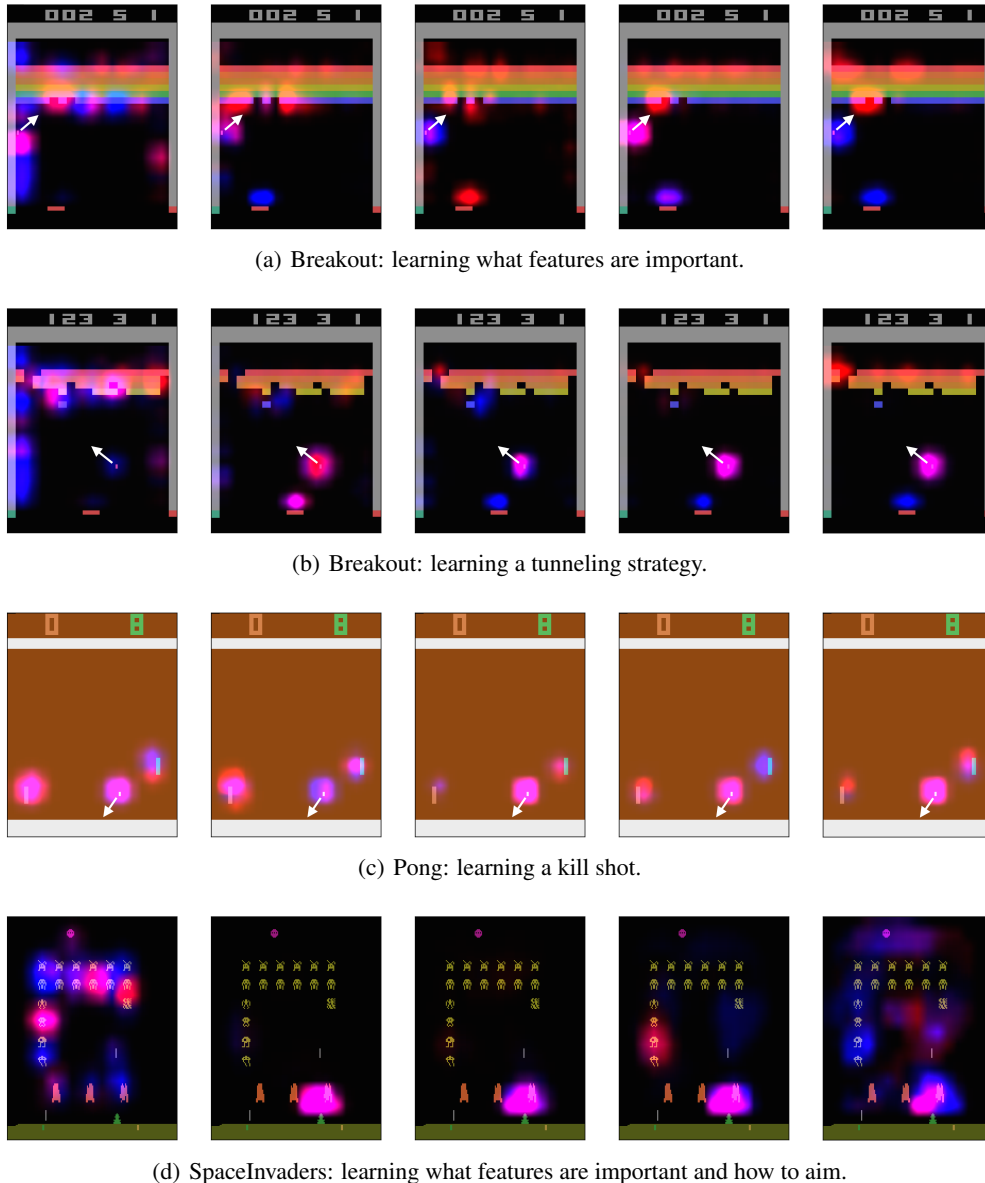 002 5 1 002 5 1 002 5 1 002 5 1 002 5 1
(a) Breakout: learning what features are important.
123 3 1 123 3 1 123 3 1 123 3 1 123 3 1
(b) Breakout: learning a tunneling strategy.
0 8 0 8 0 8 0 8 0 8
(c) Pong: learning a kill shot.
(d) SpaceInvaders: learning what features are important and how to aim.